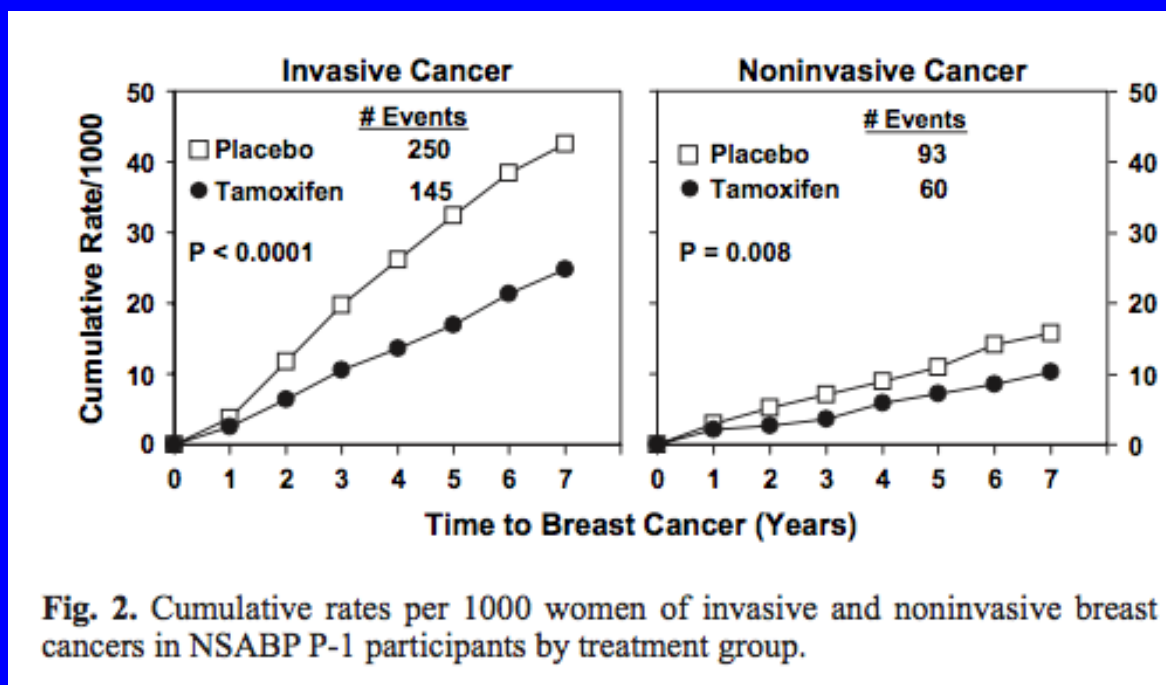 Invasive Cancer
50
40
30
20
10
0
Cumulative Rate/1000
# Events
Placebo 250
Tamoxifen 145
P < 0.0001
0 1 2 3 4 5 6 7
Noninvasive Cancer
# Events
Placebo 93
Tamoxifen 60
P = 0.008
50
40
30
20
10
0
0 1 2 3 4 5 6 7
Time to Breast Cancer (Years)
Fig. 2. Cumulative rates per 1000 women of invasive and noninvasive breast
cancers in NSABP P-1 participants by treatment group.